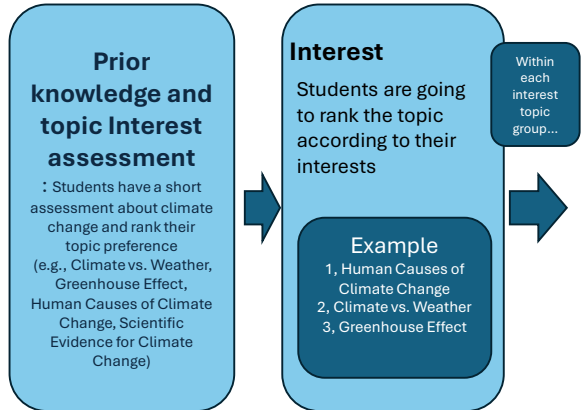 Prior
knowledge and
topic Interest
assessment
: Students have a short
assessment about climate
change and rank their
topic preference
(e.g., Climate vs. Weather,
Greenhouse Effect,
Human Causes of Climate
Change, Scientific
Evidence for Climate
Change)
Interest
Students are going
to rank the topic
according to their
interests
Example
1, Human Causes of
Climate Change
2, Climate vs. Weather
3, Greenhouse Effect
Within
each
interest
topic
group...